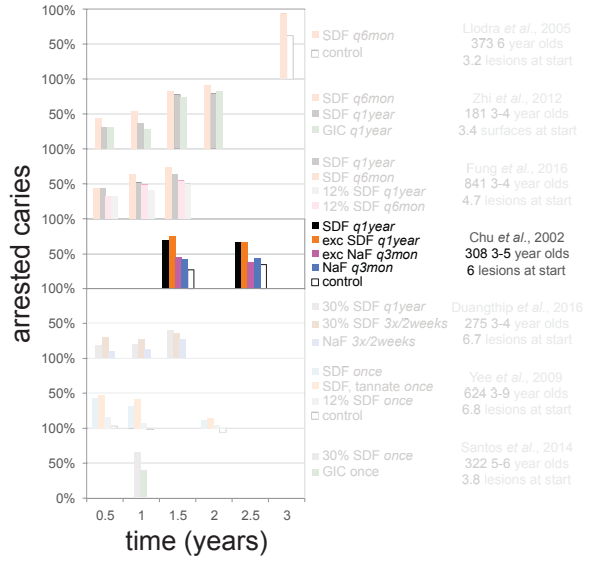 arrested caries
100%
50%
100%
50%
100%
50%
100%
50%
100%
50%
100%
50%
100%
50%
0%
0.5 1 1.5 2 2.5 3
time (years)
SDF q6mon
control
Llodra et al., 2005
373 6 year olds
3.2 lesions at start
SDF q6mon
SDF q1year
GIC q1year
Zhi et al., 2012
181 3-4 year olds
3.4 surfaces at start
SDF q1year
SDF q6mon
12% SDF q1year
12% SDF q6mon
Fung et al., 2016
841 3-4 year olds
4.7 lesions at start
SDF q1year
exc SDF q1year
exc NaF q3mon
NaF q3mon
control
Chu et al., 2002
308 3-5 year olds
6 lesions at start
30% SDF q1year
30% SDF 3x/2weeks
NaF 3x/2weeks
Duangthip et al., 2016
275 3-4 year olds
6.7 lesions at start
SDF once
SDF, tannate once
12% SDF once
control
Yee et al., 2009
624 3-9 year olds
6.8 lesions at start
30% SDF once
GIC once
Santos et al., 2014
322 5-6 year olds
3.8 lesions at start